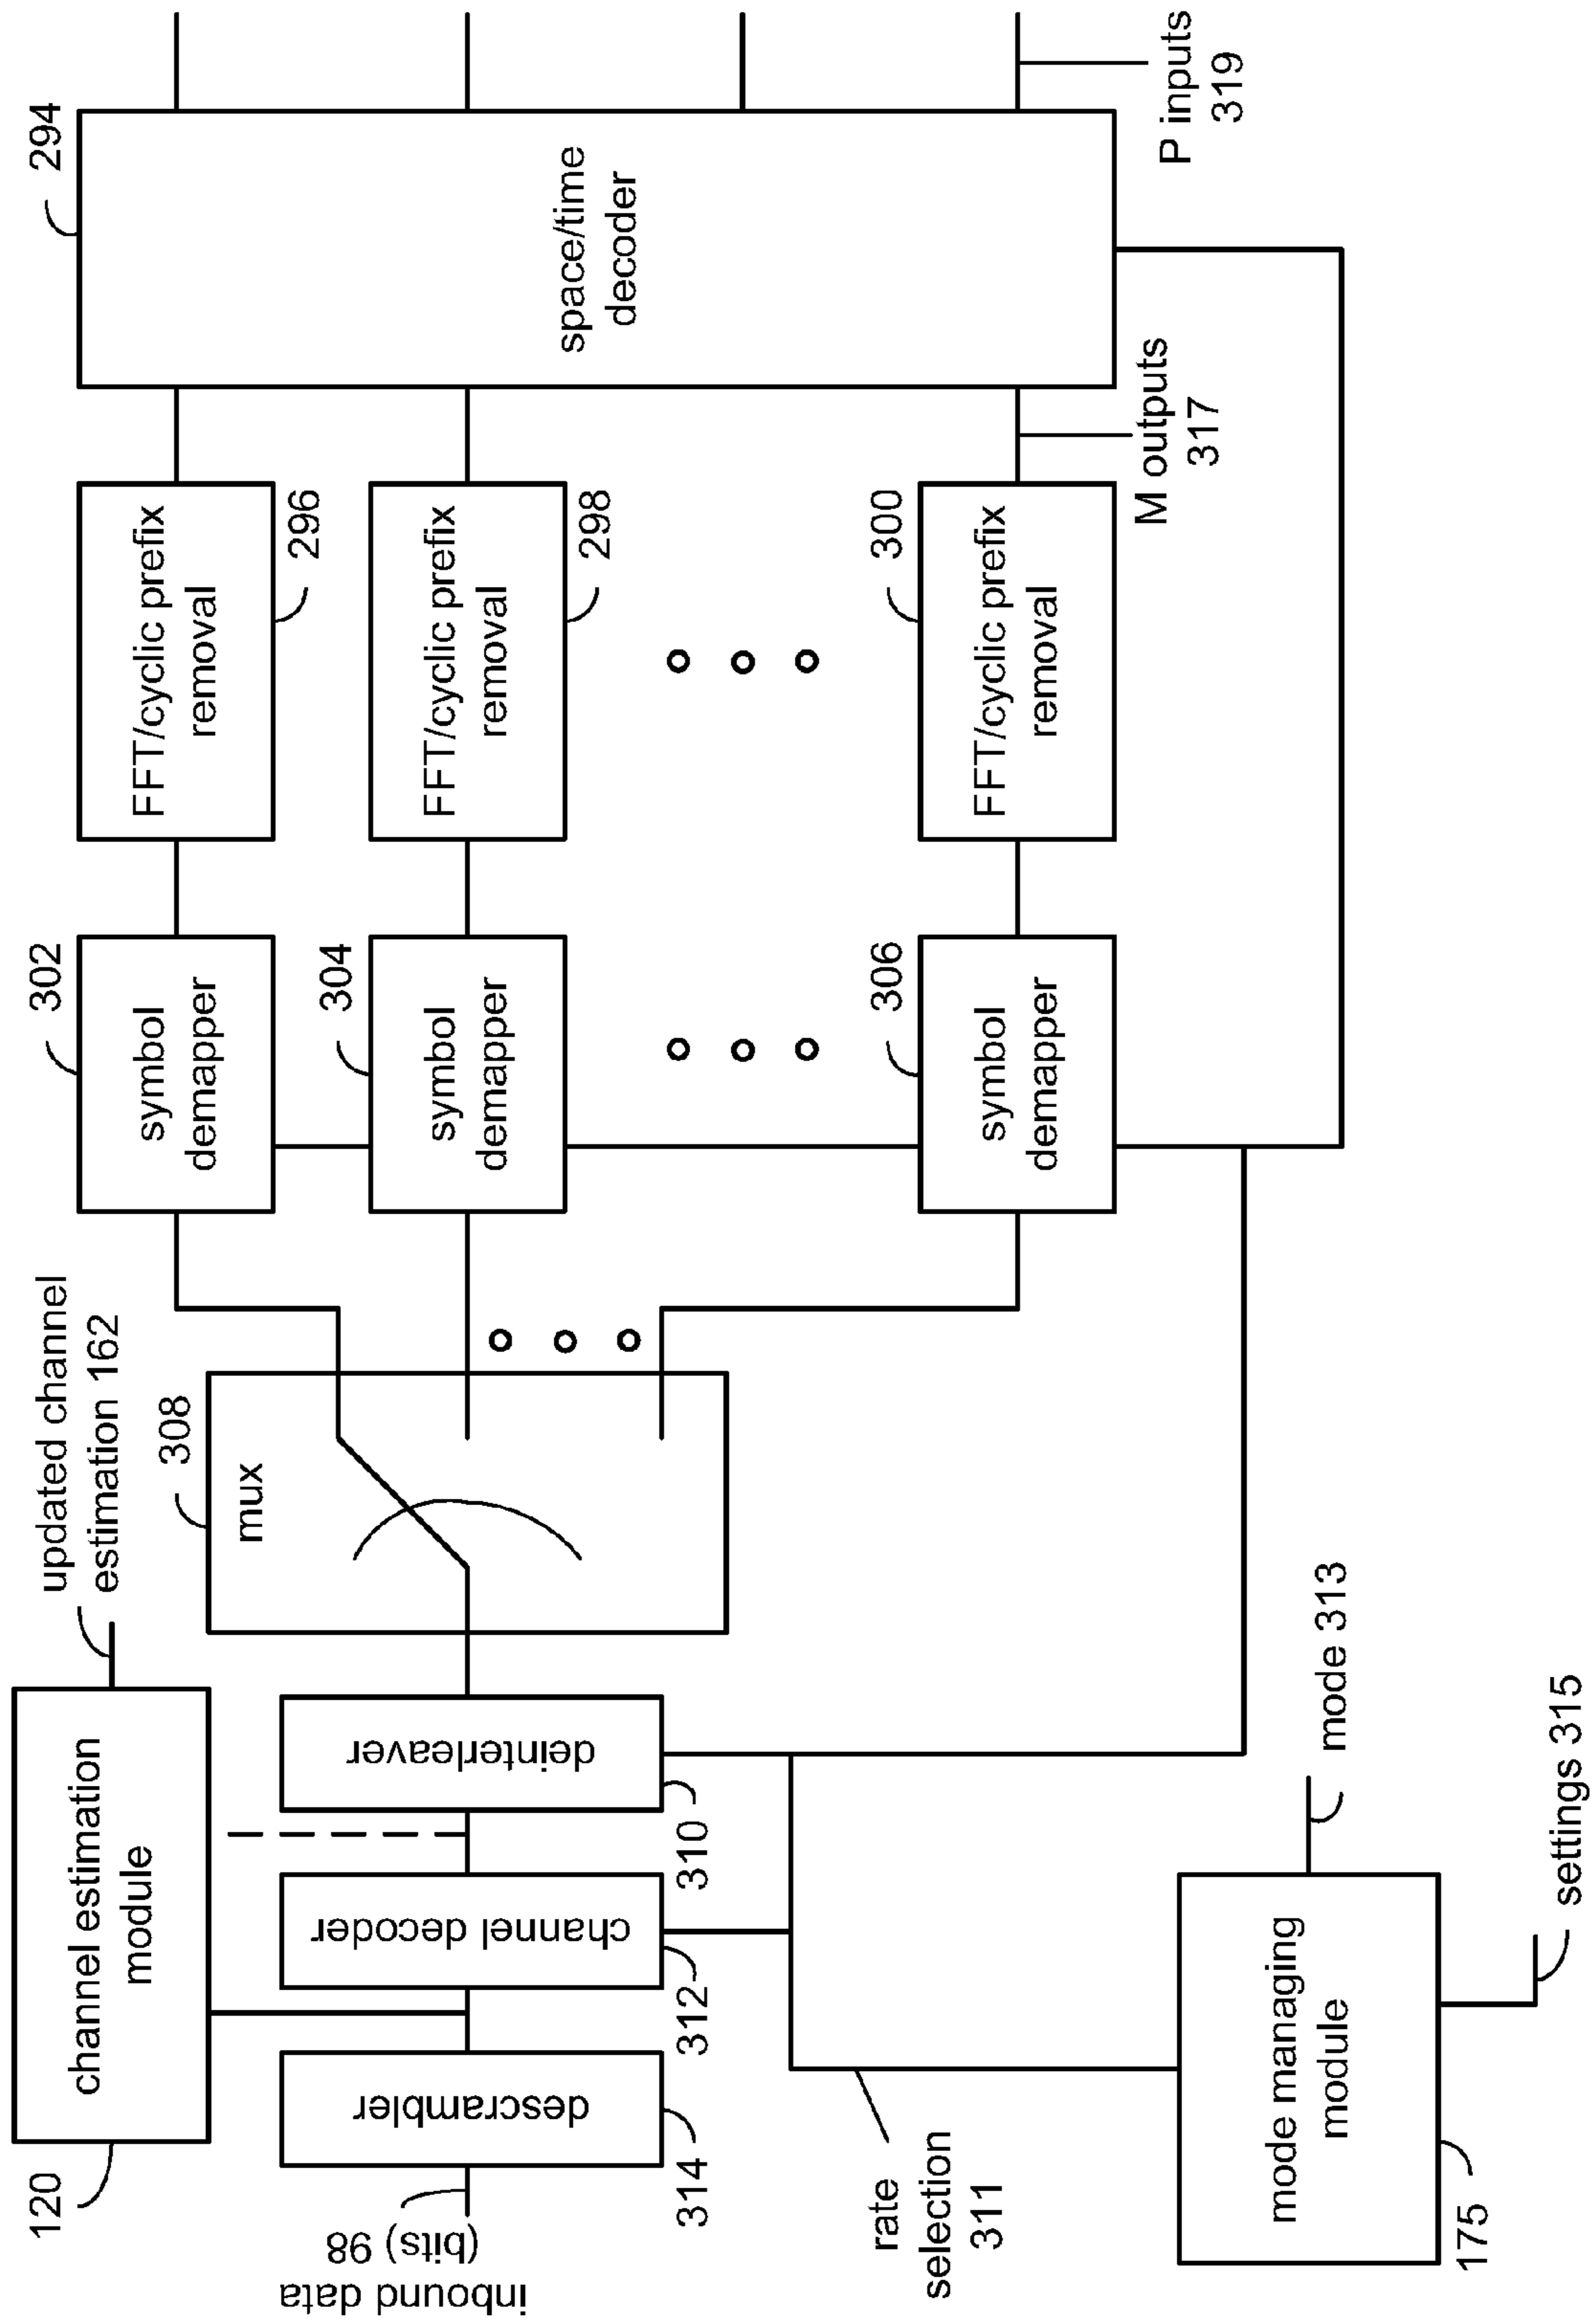 120
channel estimation
module
updated channel
estimation 162
inbound data
(bits) 98
descrambler
314
channel decoder
312
deinterleaver
310
308
mux
302
symbol
demapper
304
symbol
demapper
306
symbol
demapper
FFT/cyclic prefix
removal
296
FFT/cyclic prefix
removal
298
300
FFT/cyclic prefix
removal
M outputs
317
294
space/time
decoder
P inputs
319
rate
selection
311
mode managing
module
175
mode 313
settings 315